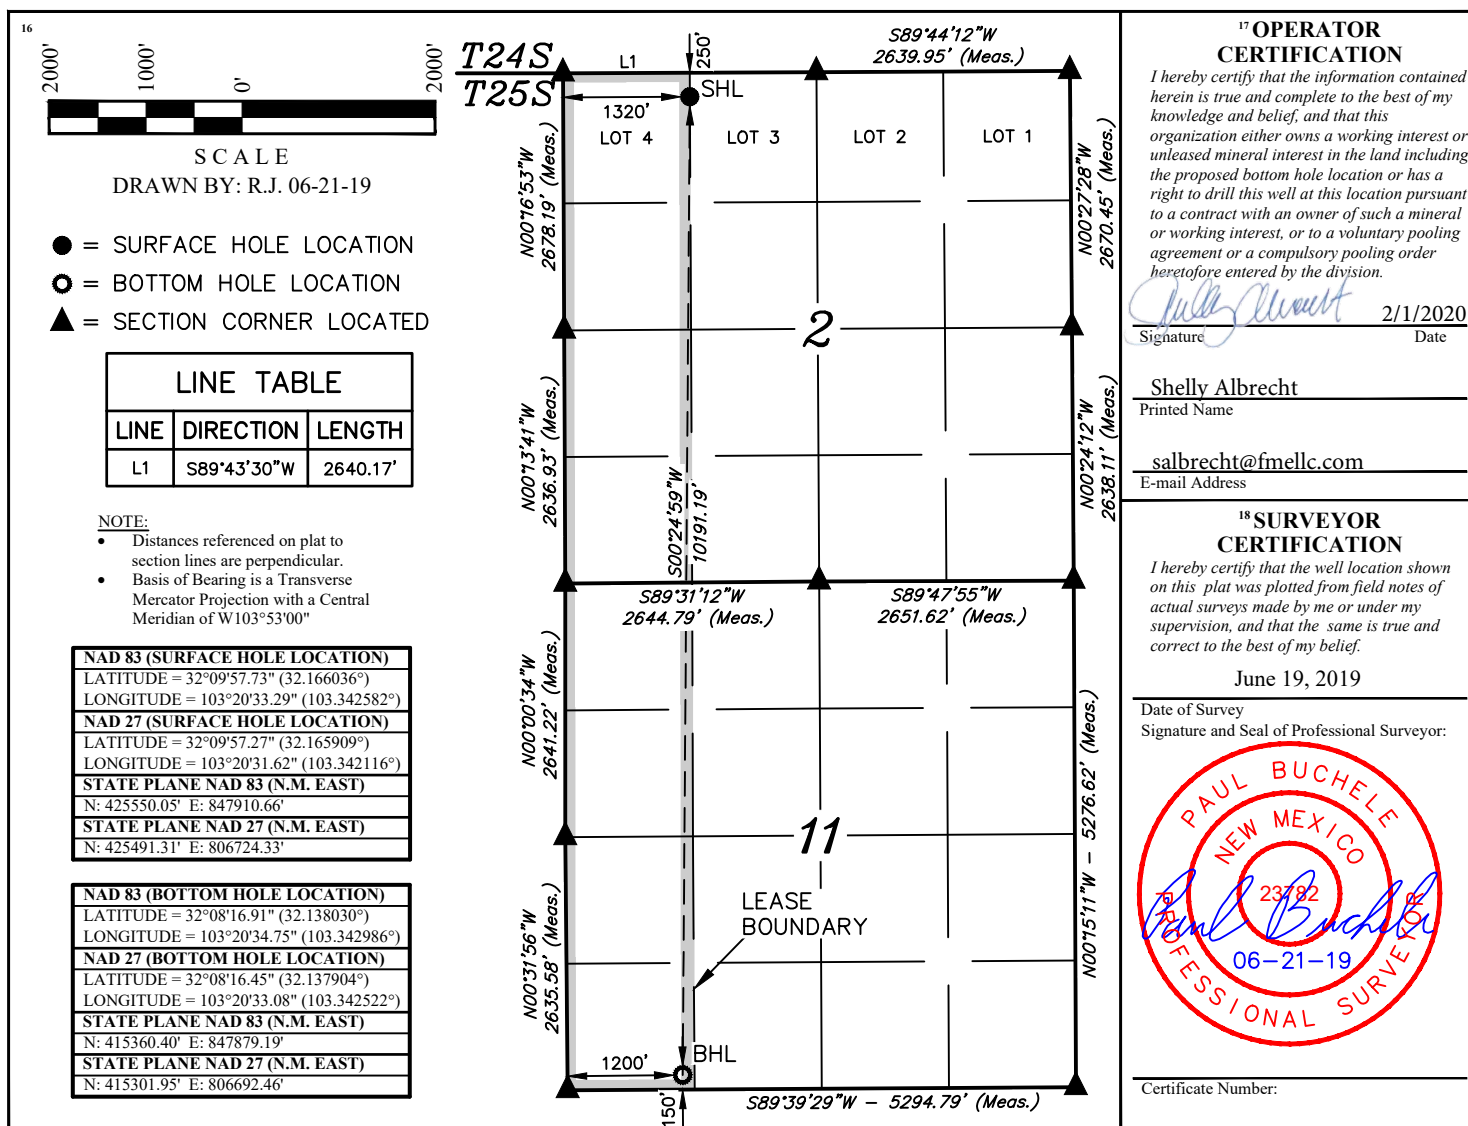 16
2000'
1000'
0'
2000'
SCALE
DRAWN BY: R.J. 06-21-19
= SURFACE HOLE LOCATION
= BOTTOM HOLE LOCATION
= SECTION CORNER LOCATED
LINE TABLE
LINE DIRECTION LENGTH
L1 S89°43'30"W 2640.17'
NOTE:
• Distances referenced on plat to
section lines are perpendicular.
• Basis of Bearing is a Transverse
Mercator Projection with a Central
Meridian of W103°53'00"
NAD 83 (SURFACE HOLE LOCATION)
LATITUDE = 32°09'57.73" (32.166036°)
LONGITUDE = 103°20'33.29" (103.342582°)
NAD 27 (SURFACE HOLE LOCATION)
LATITUDE = 32°09'57.27" (32.165909°)
LONGITUDE = 103°20'31.62" (103.342116°)
STATE PLANE NAD 83 (N.M. EAST)
N: 425550.05' E: 847910.66'
STATE PLANE NAD 27 (N.M. EAST)
N: 425491.31' E: 806724.33'
NAD 83 (BOTTOM HOLE LOCATION)
LATITUDE = 32°08'16.91" (32.138030°)
LONGITUDE = 103°20'34.75" (103.342986°)
NAD 27 (BOTTOM HOLE LOCATION)
LATITUDE = 32°08'16.45" (32.137904°)
LONGITUDE = 103°20'33.08" (103.342522°)
STATE PLANE NAD 83 (N.M. EAST)
N: 415360.40' E: 847879.19'
STATE PLANE NAD 27 (N.M. EAST)
N: 415301.95' E: 806692.46'
T24S
T25S
L1
250'
S89°44'12"W
2639.95' (Meas.)
SHL
1320'
LOT 4
LOT 3
LOT 2
LOT 1
N00°16'53"W
2678.19' (Meas.)
N00°27'28"W
2670.45' (Meas.)
2
N00°13'41"W
2636.93' (Meas.)
S00°24'59"W
10191.19'
N00°24'12"W
2638.11' (Meas.)
S89°31'12"W
2644.79' (Meas.)
S89°47'55"W
2651.62' (Meas.)
N00°00'34"W
2641.22' (Meas.)
11
N00°15'11"W – 5276.62' (Meas.)
LEASE
BOUNDARY
N00°31'56"W
2635.58' (Meas.)
1200'
BHL
150'
S89°39'29"W – 5294.79' (Meas.)
17 OPERATOR
CERTIFICATION
I hereby certify that the information contained
herein is true and complete to the best of my
knowledge and belief, and that this
organization either owns a working interest or
unleased mineral interest in the land including
the proposed bottom hole location or has a
right to drill this well at this location pursuant
to a contract with an owner of such a mineral
or working interest, or to a voluntary pooling
agreement or a compulsory pooling order
heretofore entered by the division.
2/1/2020
Signature Date
Shelly Albrecht
Printed Name
salbrecht@fmellc.com
E-mail Address
18 SURVEYOR
CERTIFICATION
I hereby certify that the well location shown
on this plat was plotted from field notes of
actual surveys made by me or under my
supervision, and that the same is true and
correct to the best of my belief.
June 19, 2019
Date of Survey
Signature and Seal of Professional Surveyor:
PAUL BUCHELE
NEW MEXICO
23782
Paul Buchele
06-21-19
PROFESSIONAL SURVEYOR
Certificate Number: